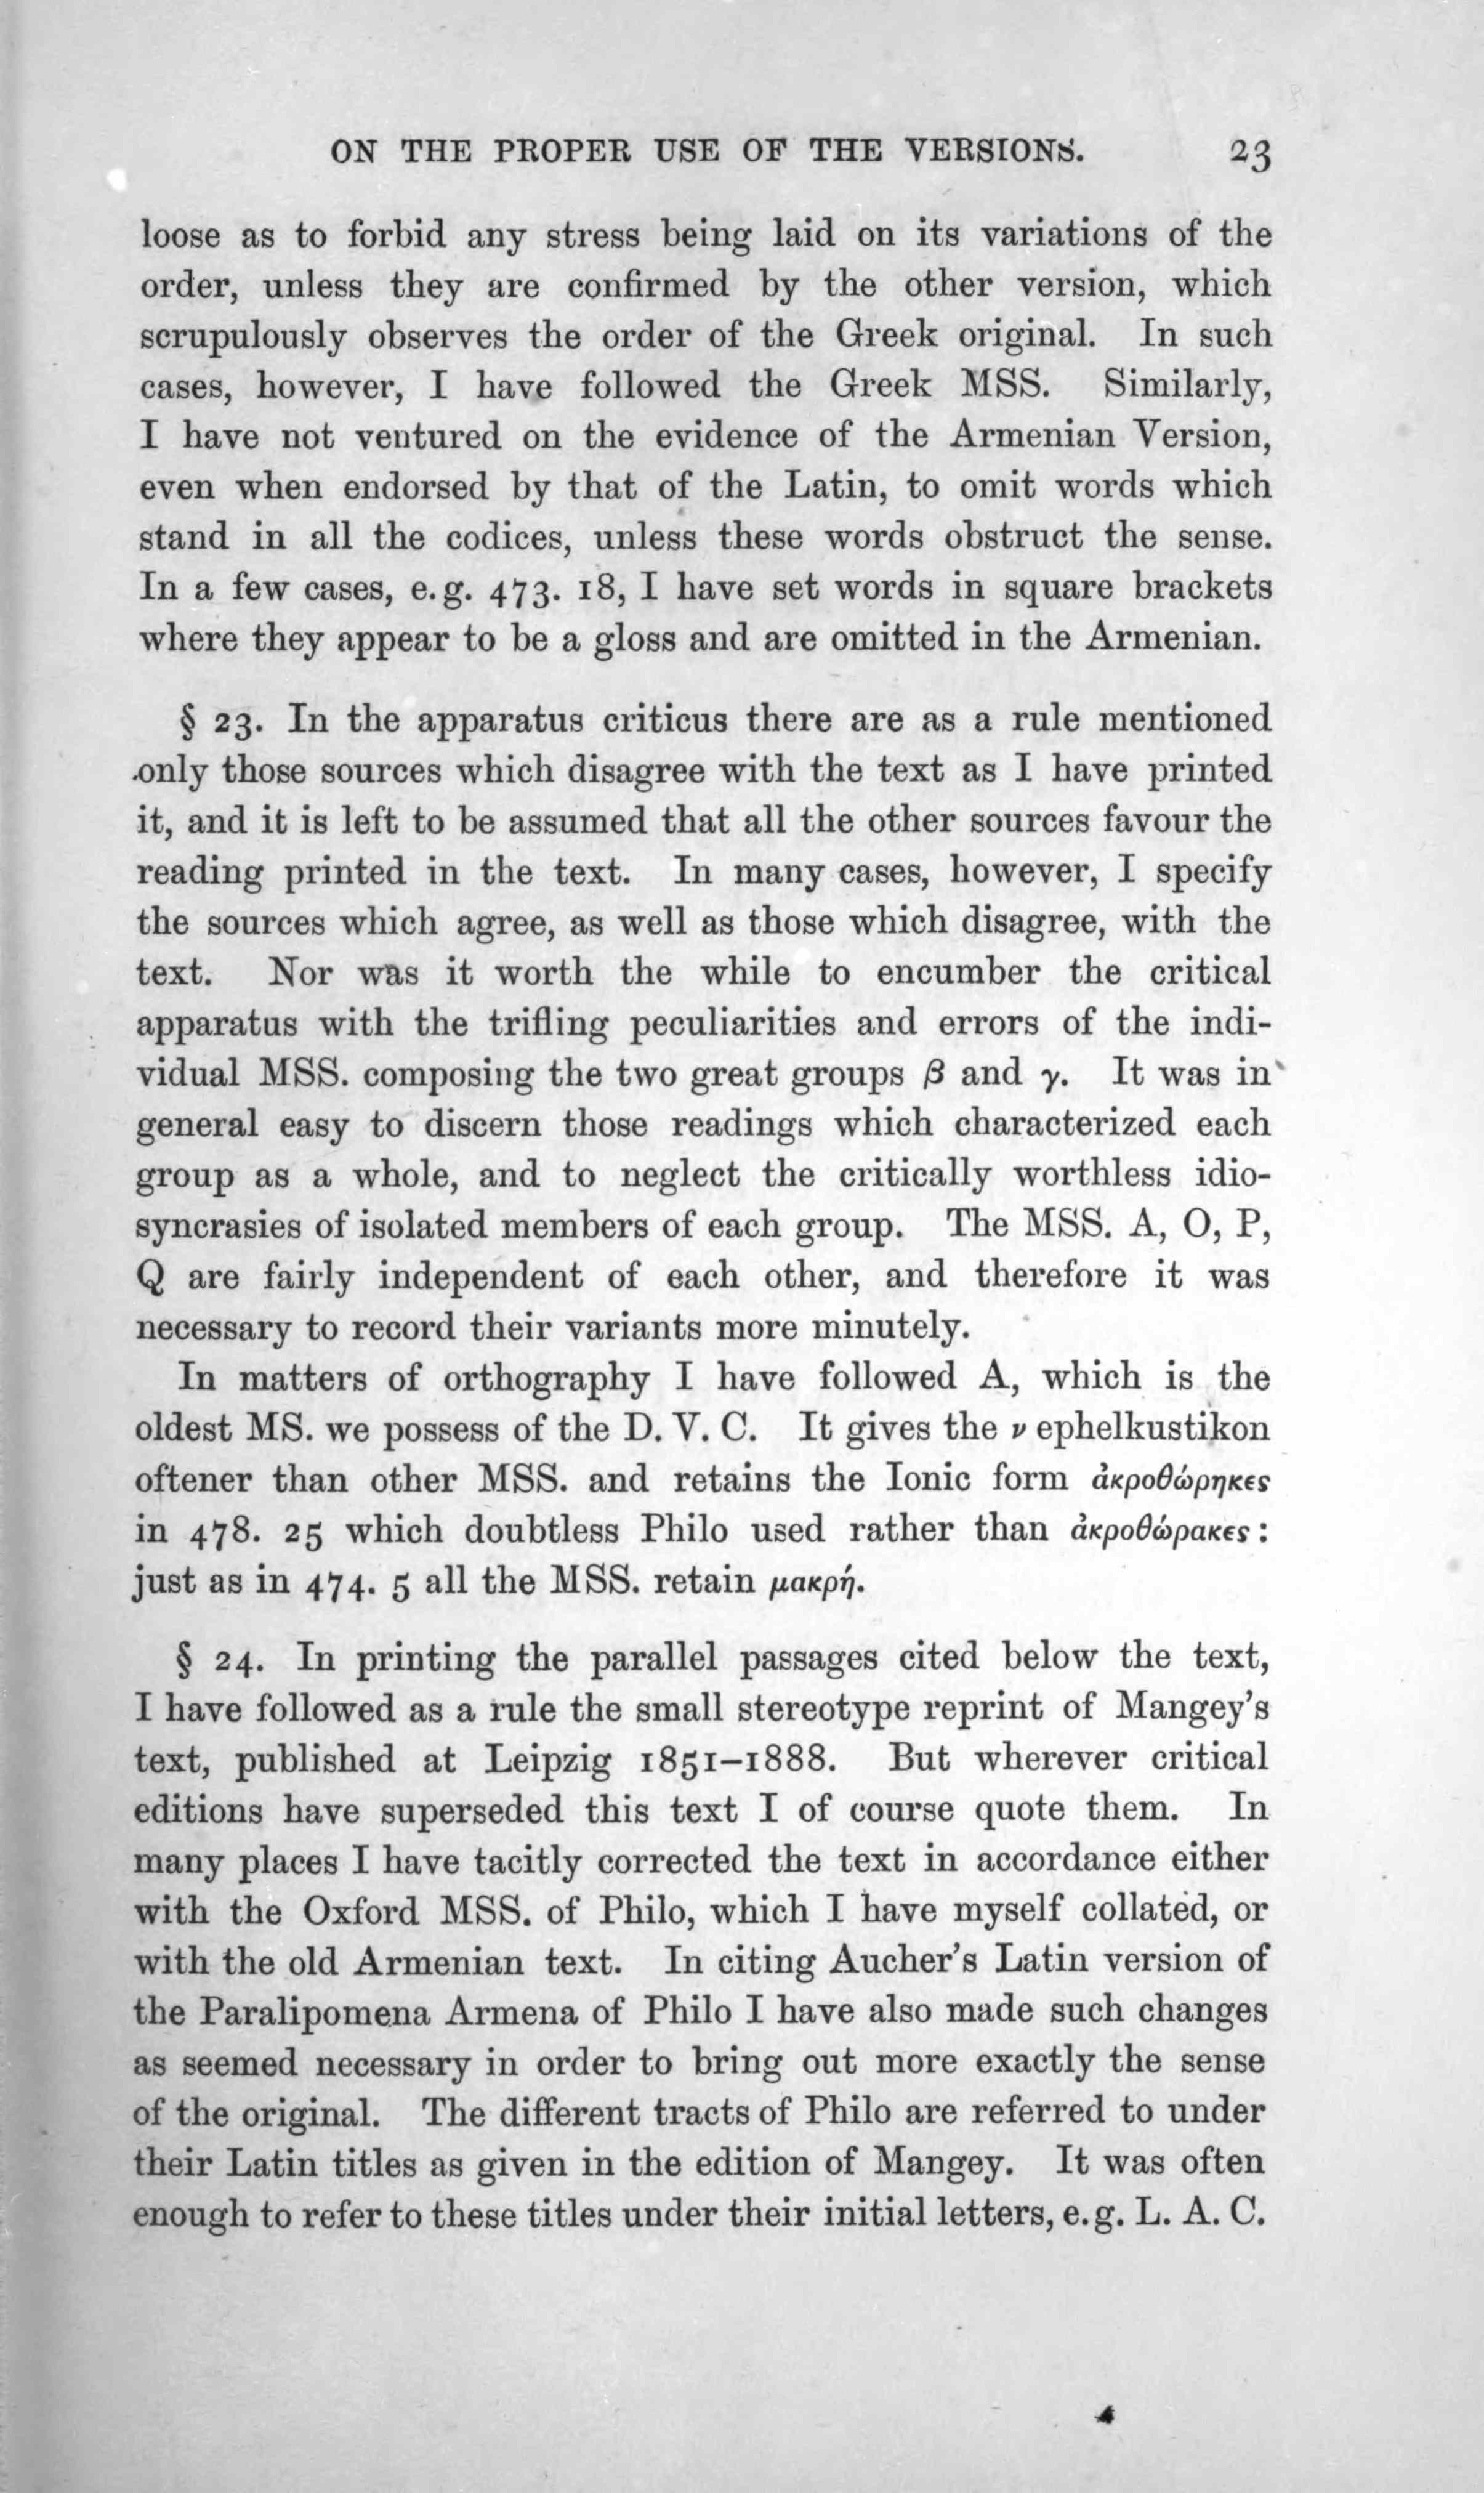 ON THE PROPER USE OF THE VERSIONS. 23
loose as to forbid any stress being laid on its variations of the
order, unless they are confirmed by the other version, which
scrupulously observes the order of the Greek original. In such
cases, however, I have followed the Greek MSS. Similarly,
I have not ventured on the evidence of the Armenian Version,
even when endorsed by that of the Latin, to omit words which
stand in all the codices, unless these words obstruct the sense.
In a few cases, e.g. 473. 18, I have set words in square brackets
where they appear to be a gloss and are omitted in the Armenian.
§ 23. In the apparatus criticus there are as a rule mentioned
only those sources which disagree with the text as I have printed
it, and it is left to be assumed that all the other sources favour the
reading printed in the text. In many cases, however, I specify
the sources which agree, as well as those which disagree, with the
text. Nor was it worth the while to encumber the critical
apparatus with the trifling peculiarities and errors of the indi-
vidual MSS. composing the two great groups β and γ. It was in
general easy to discern those readings which characterized each
group as a whole, and to neglect the critically worthless idio-
syncrasies of isolated members of each group. The MSS. A, O, P,
Q are fairly independent of each other, and therefore it was
necessary to record their variants more minutely.
In matters of orthography I have followed A, which is the
oldest MS. we possess of the D. V. C. It gives the ν ephelkustikon
oftener than other MSS. and retains the Ionic form ἀκροθώρηκες
in 478. 25 which doubtless Philo used rather than ἀκροθώρακες:
just as in 474. 5 all the MSS. retain μακρή.
§ 24. In printing the parallel passages cited below the text,
I have followed as a rule the small stereotype reprint of Mangey's
text, published at Leipzig 1851–1888. But wherever critical
editions have superseded this text I of course quote them. In
many places I have tacitly corrected the text in accordance either
with the Oxford MSS. of Philo, which I have myself collated, or
with the old Armenian text. In citing Aucher's Latin version of
the Paralipomena Armena of Philo I have also made such changes
as seemed necessary in order to bring out more exactly the sense
of the original. The different tracts of Philo are referred to under
their Latin titles as given in the edition of Mangey. It was often
enough to refer to these titles under their initial letters, e.g. L. A. C.